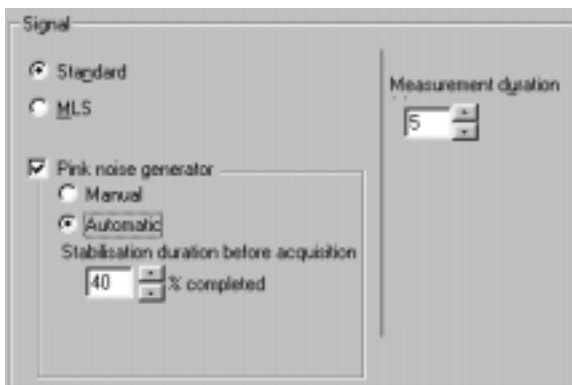 Signal
Standard
MLS
Measurement duration
5
Pink noise generator
Manual
Automatic
Stabilisation duration before acquisition
40 % completed